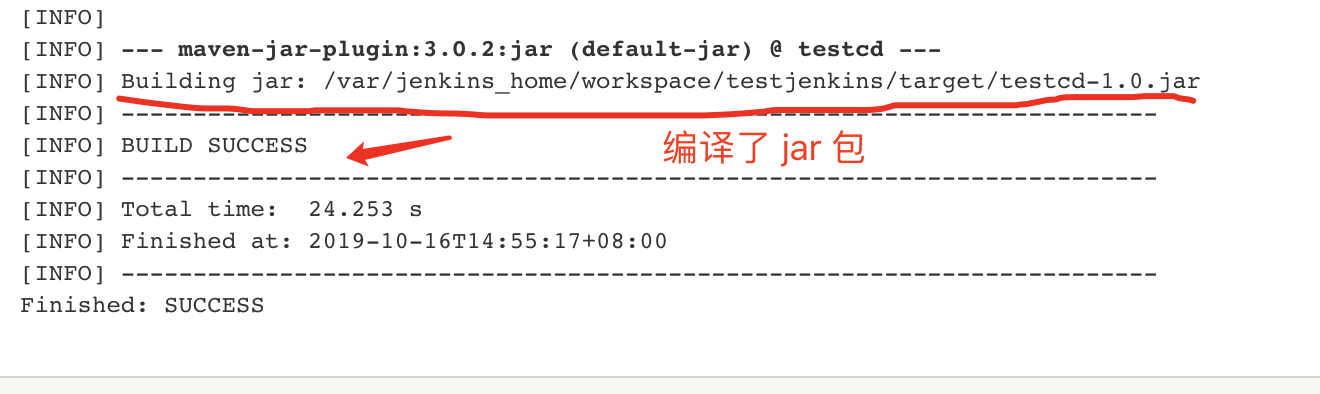 [INFO]
[INFO] --- maven-jar-plugin:3.0.2:jar (default-jar) @ testcd ---
[INFO] Building jar: /var/jenkins_home/workspace/testjenkins/target/testcd-1.0.jar
[INFO] ------------------------------------------------------------------------
[INFO] BUILD SUCCESS
编译了 jar 包
[INFO] ------------------------------------------------------------------------
[INFO] Total time:  24.253 s
[INFO] Finished at: 2019-10-16T14:55:17+08:00
[INFO] ------------------------------------------------------------------------
Finished: SUCCESS